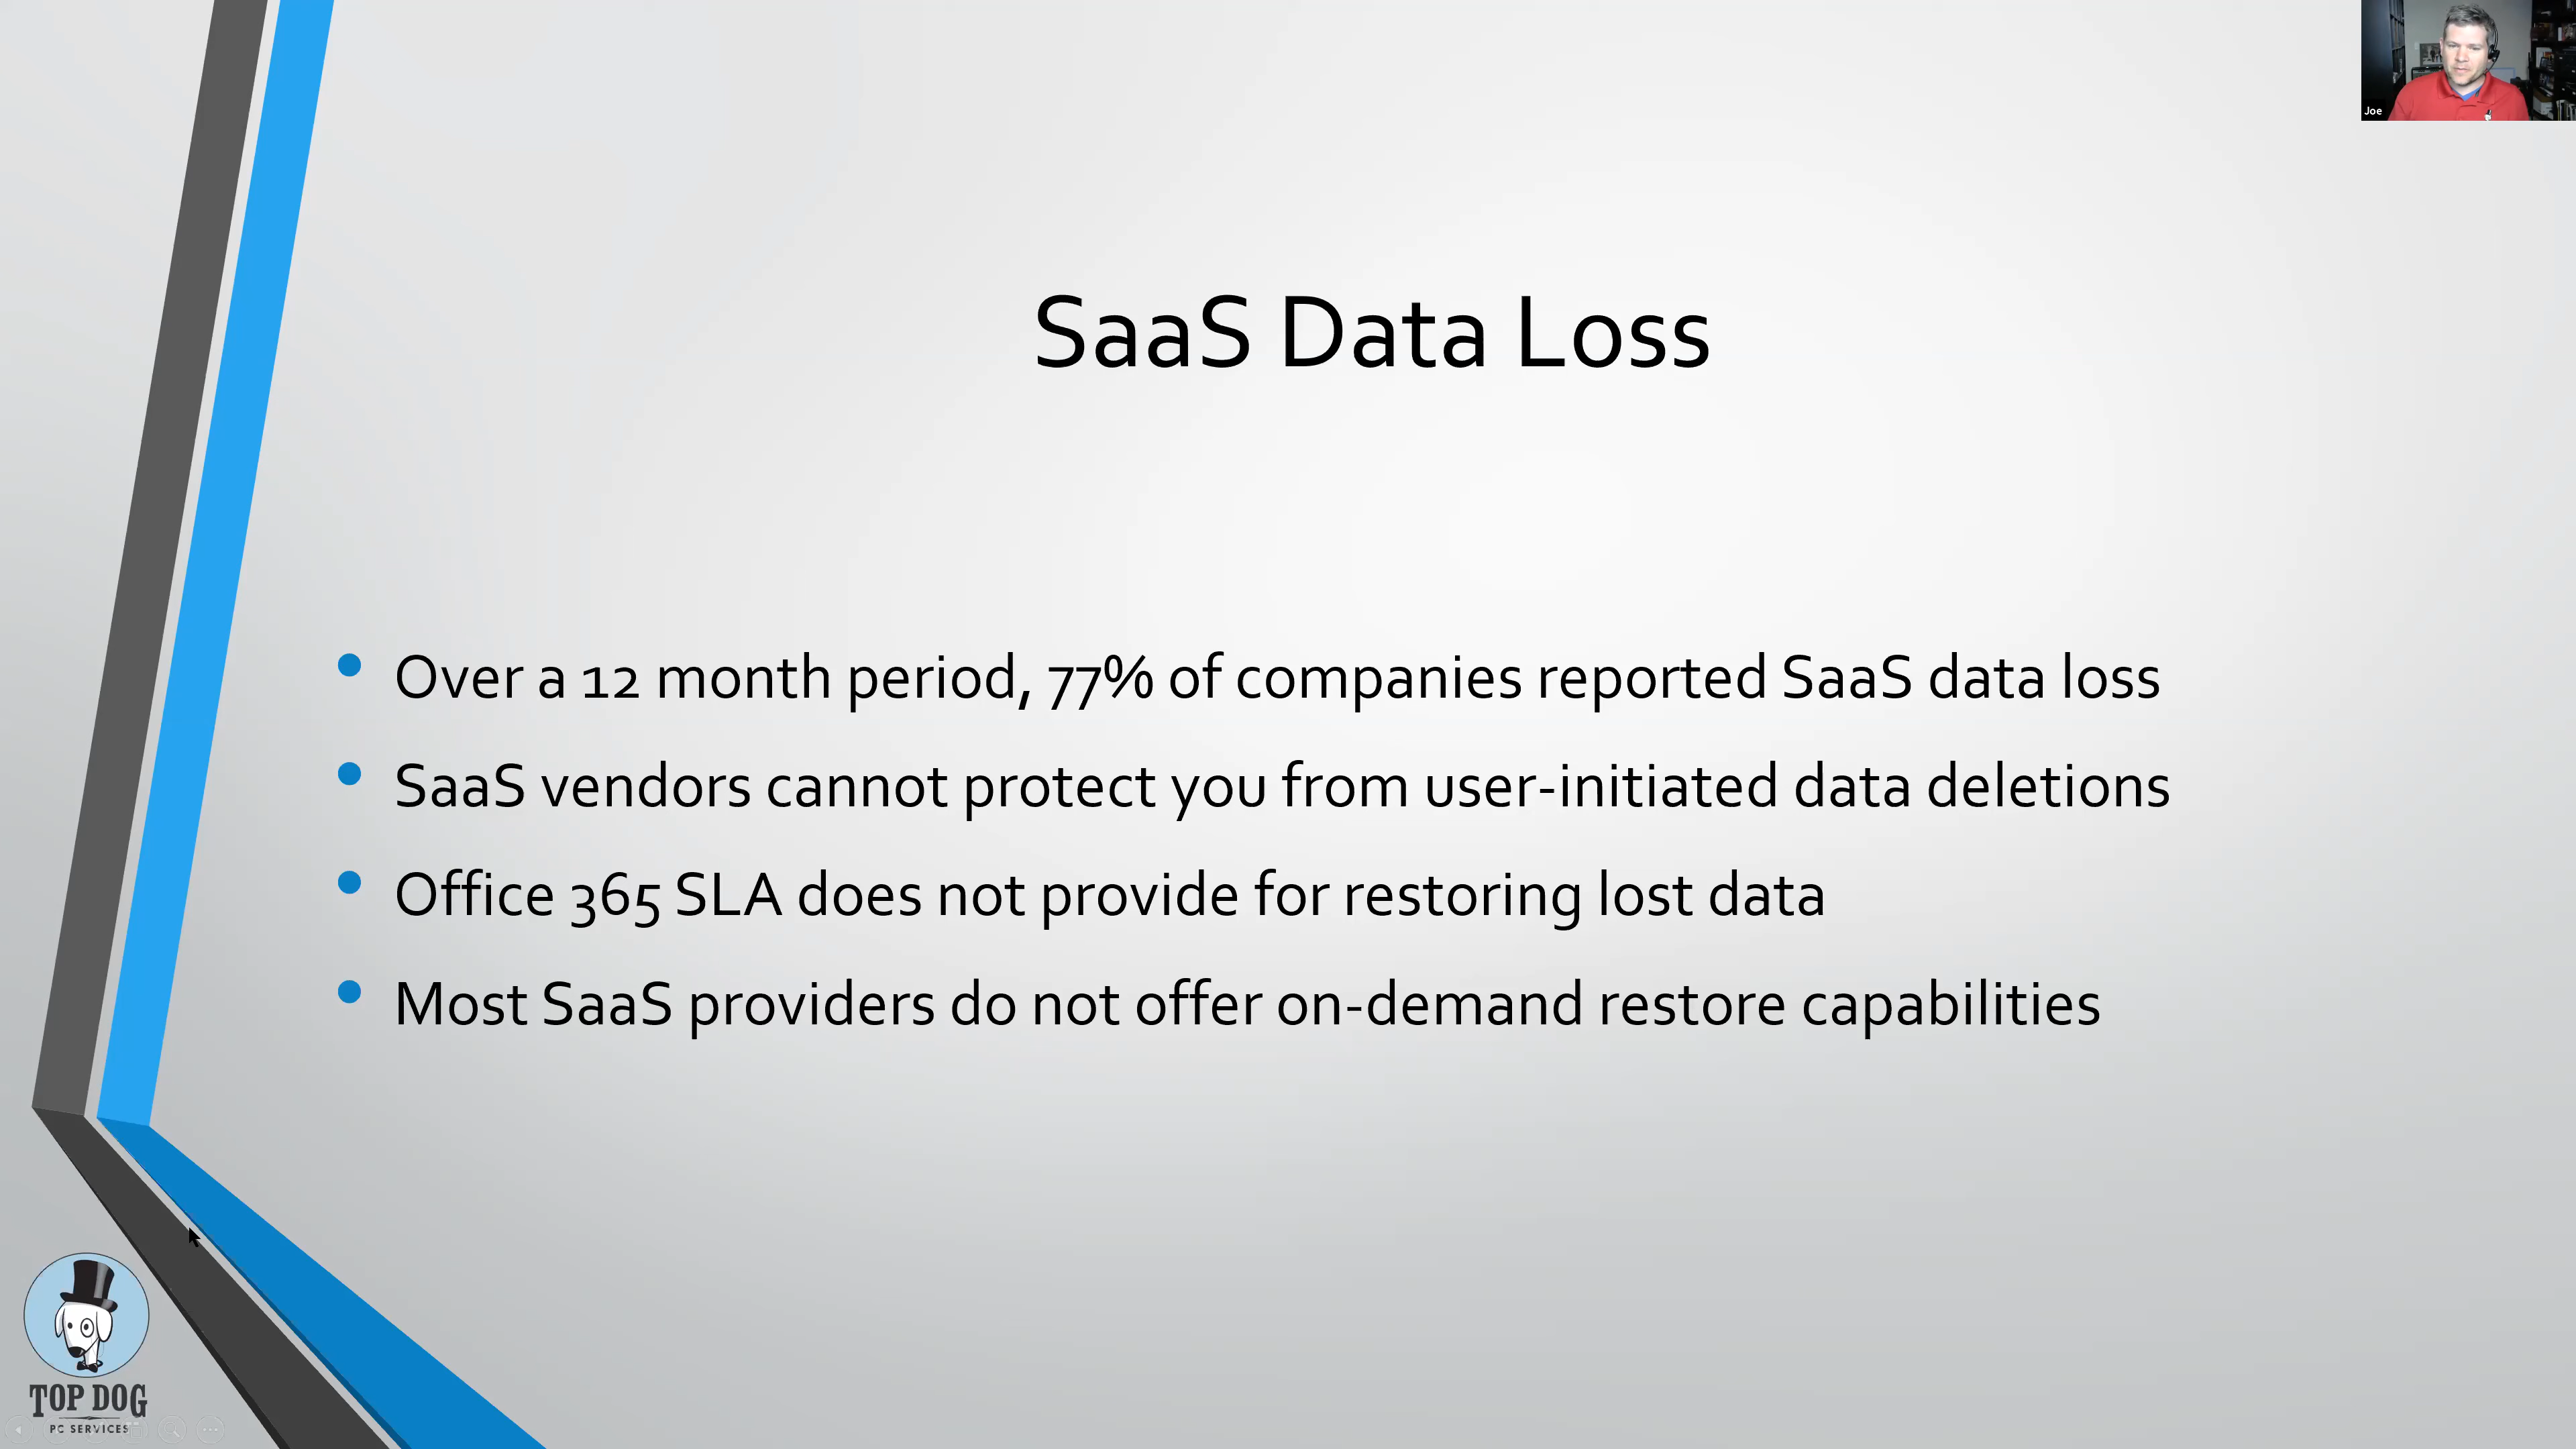 Joe
SaaS Data Loss
Over a 12 month period, 77% of companies reported SaaS data loss
SaaS vendors cannot protect you from user-initiated data deletions
Office 365 SLA does not provide for restoring lost data
Most SaaS providers do not offer on-demand restore capabilities
TOP DOG
PC SERVICES